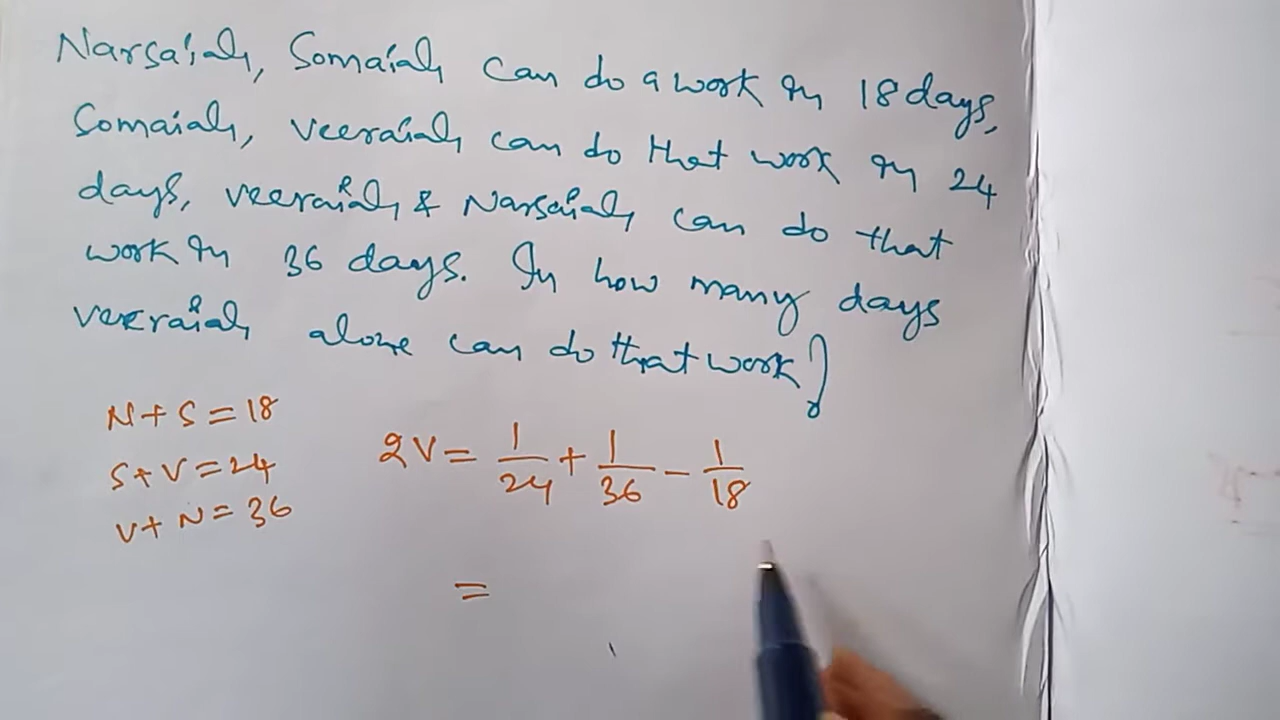 Narsaiah, Somaiah can do a work in 18 days,
Somaiah, veeraiah can do that work in 24
days, veeraiah & Narsaiah can do that
work in 36 days. In how many days
veeraiah alone can do that work?
N + S = 18
S + V = 24
V + N = 36
2V = 1/24 + 1/36 - 1/18
=